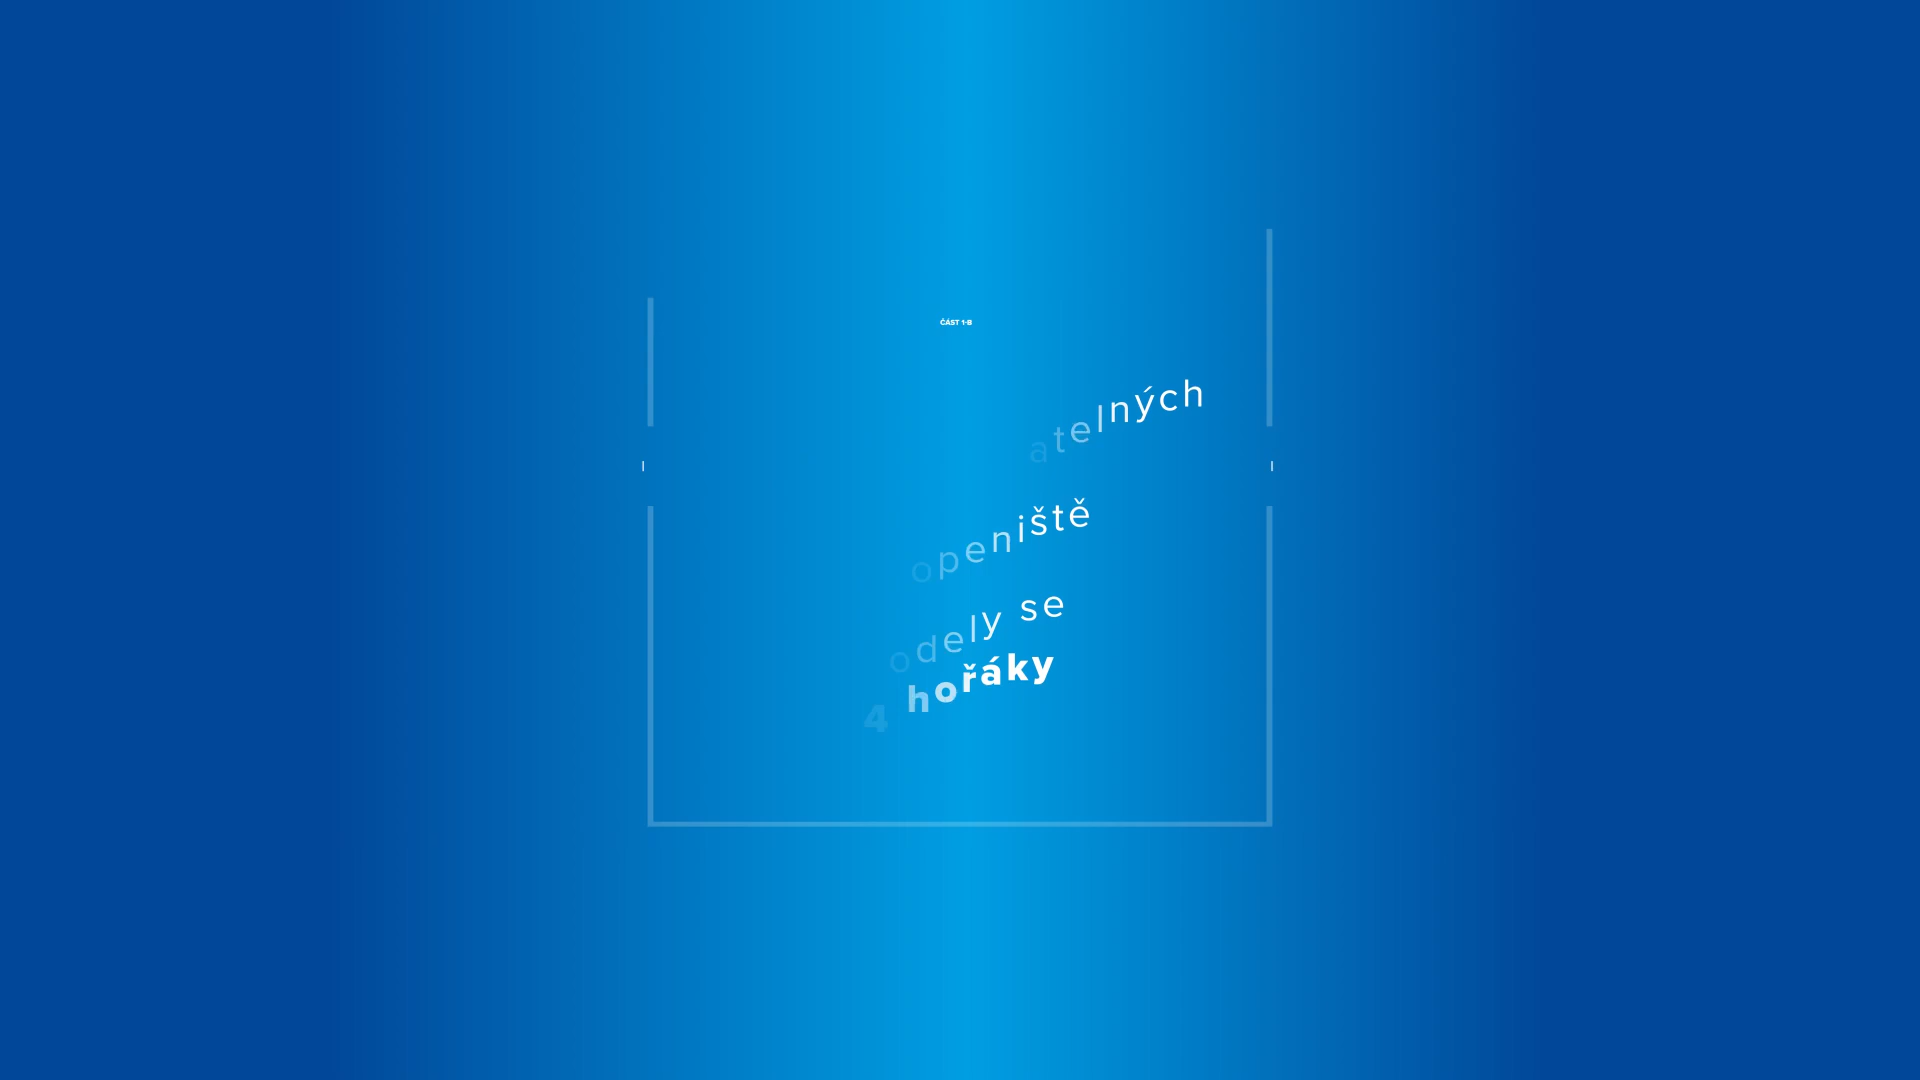 ČÁST 1-B
atelných
openiště
odely se
4 hořáky